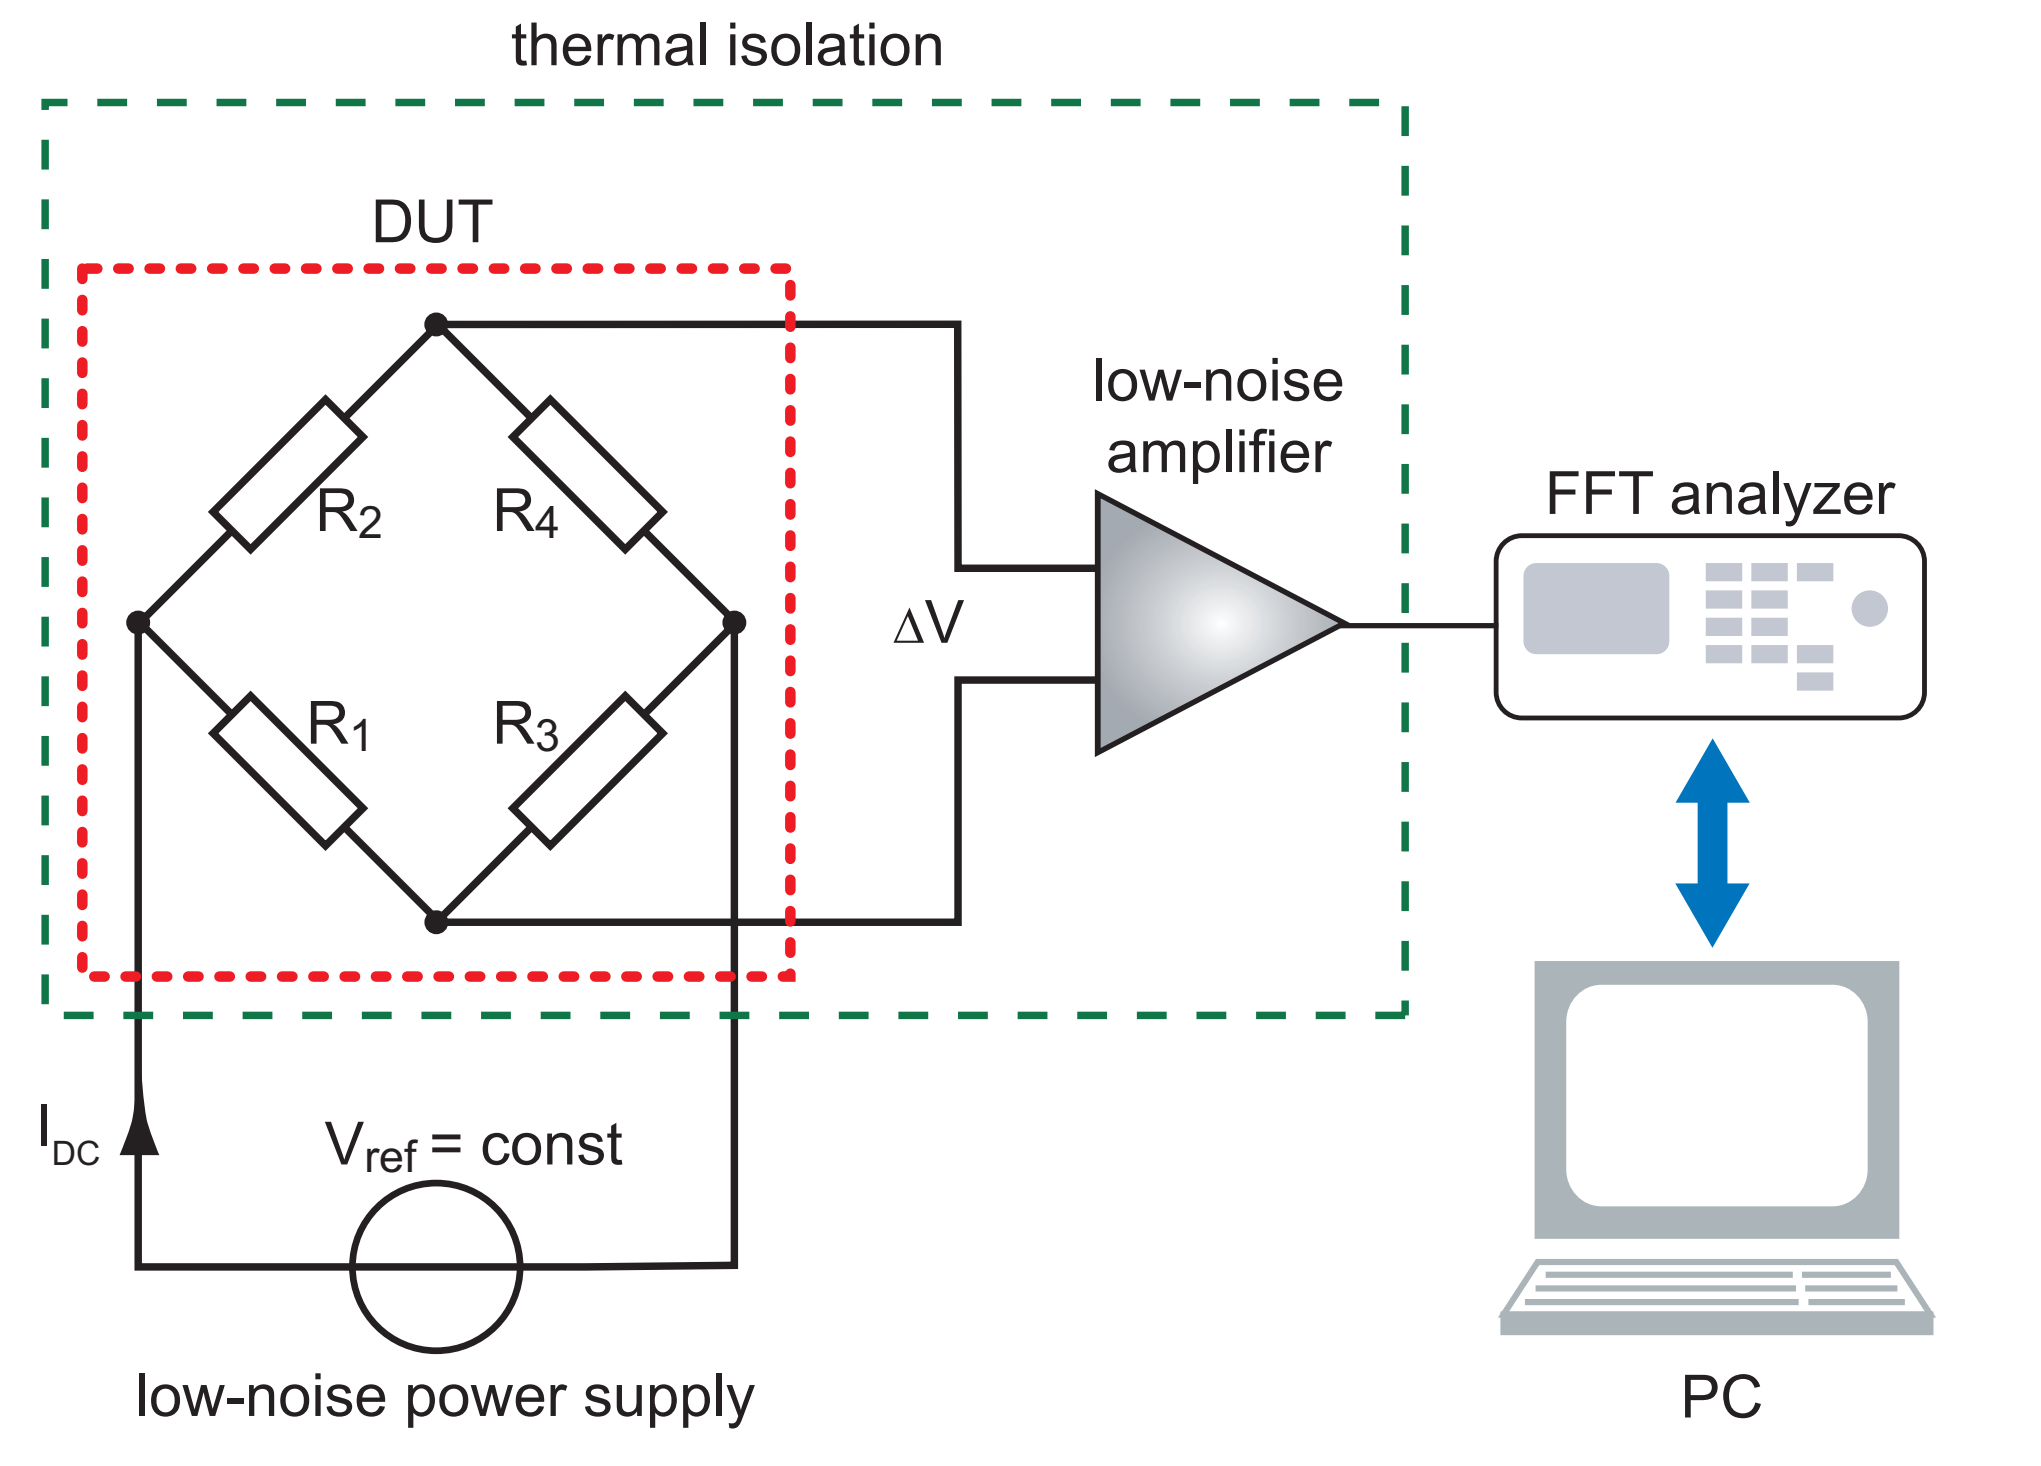 thermal isolation
DUT
low-noise
amplifier
FFT analyzer
R2
R4
ΔV
R1
R3
IDC
Vref = const
low-noise power supply
PC